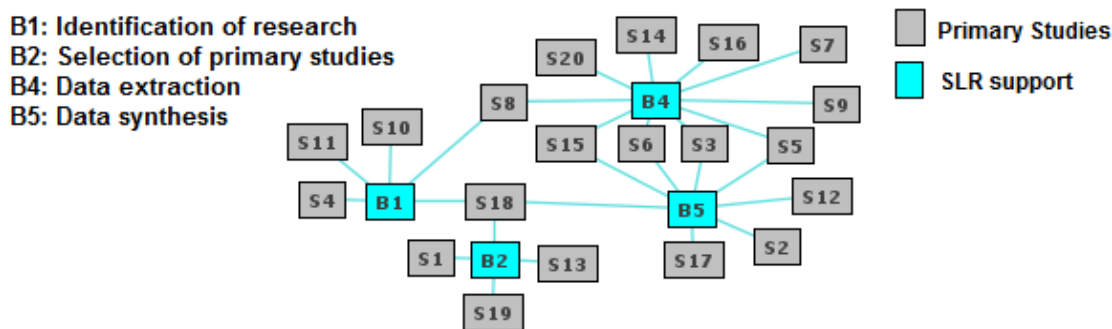 B1: Identification of research
B2: Selection of primary studies
B4: Data extraction
B5: Data synthesis
Primary Studies
SLR support
S14
S16
S7
S20
S8
B4
S9
S11
S10
S15
S6
S3
S5
S4
B1
S18
B5
S12
S1
B2
S13
S17
S2
S19